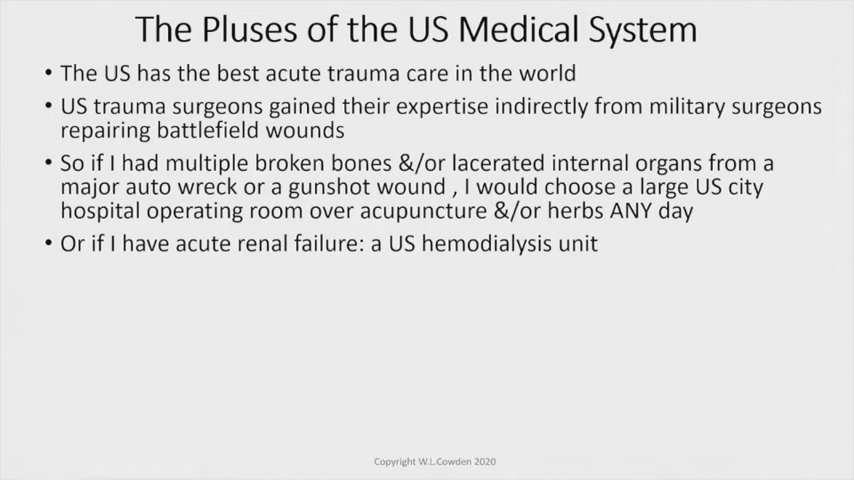 The Pluses of the US Medical System
• The US has the best acute trauma care in the world
• US trauma surgeons gained their expertise indirectly from military surgeons
repairing battlefield wounds
• So if I had multiple broken bones &/or lacerated internal organs from a
major auto wreck or a gunshot wound , I would choose a large US city
hospital operating room over acupuncture &/or herbs ANY day
• Or if I have acute renal failure: a US hemodialysis unit
Copyright W.L.Cowden 2020